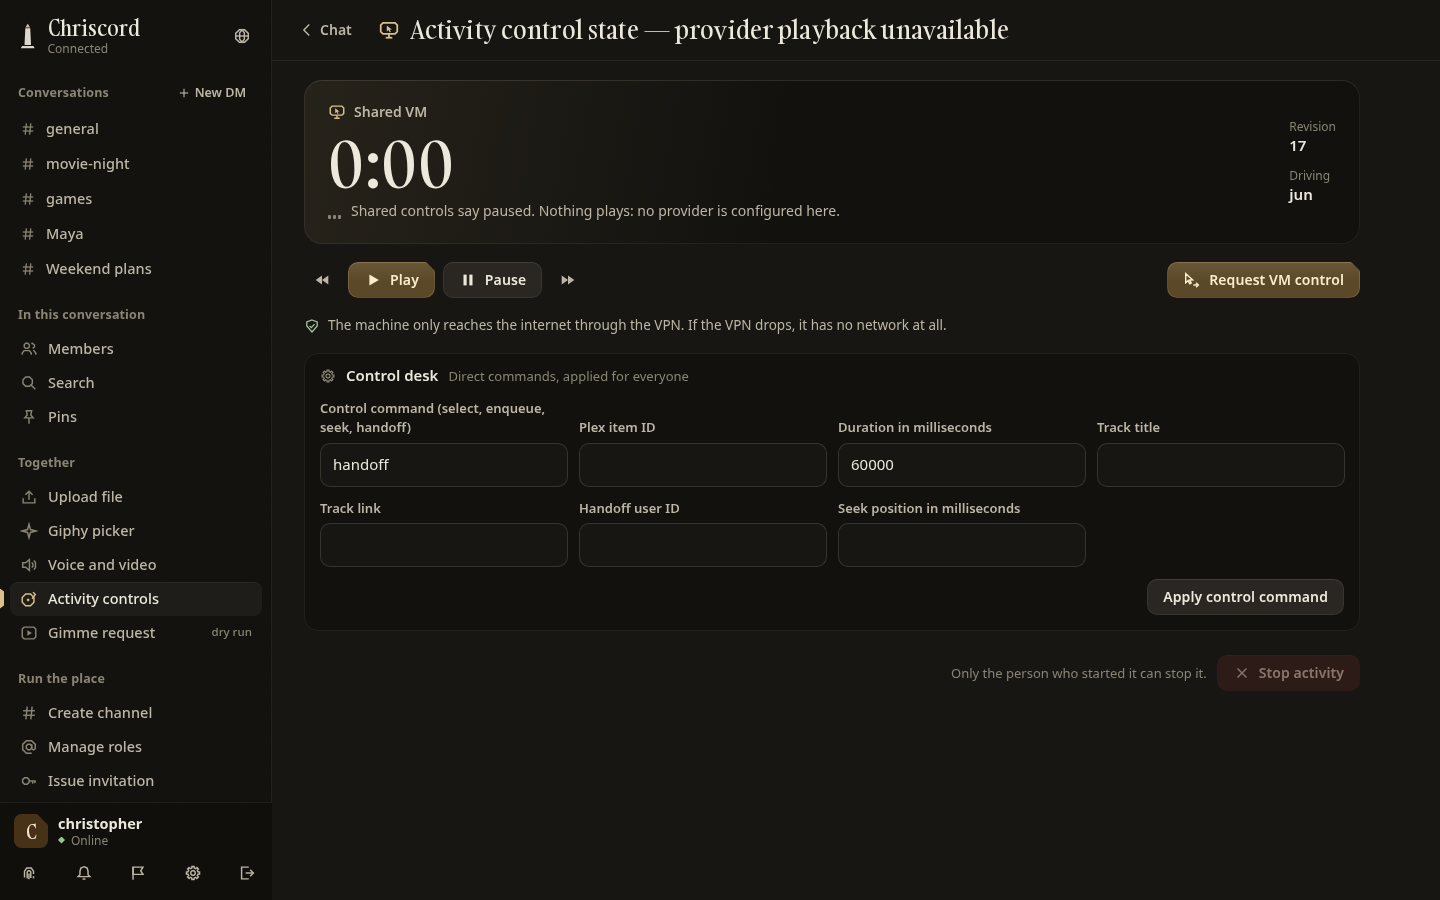 Chriscord
Connected
Conversations
New DM
general
movie-night
games
Maya
Weekend plans
In this conversation
Members
Search
Pins
Together
Upload file
Giphy picker
Voice and video
Activity controls
Gimme request
dry run
Run the place
Create channel
Manage roles
Issue invitation
C
christopher
Online
Chat
Activity control state — provider playback unavailable
Shared VM
0:00
Shared controls say paused. Nothing plays: no provider is configured here.
Revision
17
Driving
jun
Play
Pause
Request VM control
The machine only reaches the internet through the VPN. If the VPN drops, it has no network at all.
Control desk
Direct commands, applied for everyone
Control command (select, enqueue,
seek, handoff)
Plex item ID
Duration in milliseconds
Track title
handoff
60000
Track link
Handoff user ID
Seek position in milliseconds
Apply control command
Only the person who started it can stop it.
Stop activity